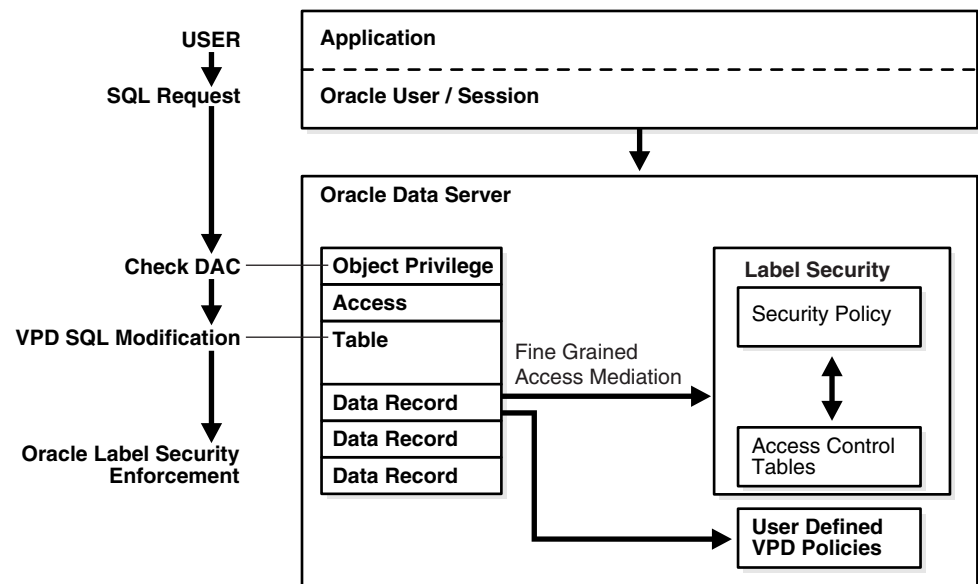 USER
SQL Request
Check DAC
VPD SQL Modification
Oracle Label Security
Enforcement
Application
Oracle User / Session
Oracle Data Server
Object Privilege
Access
Table
Data Record
Data Record
Data Record
Fine Grained
Access Mediation
Label Security
Security Policy
Access Control
Tables
User Defined
VPD Policies